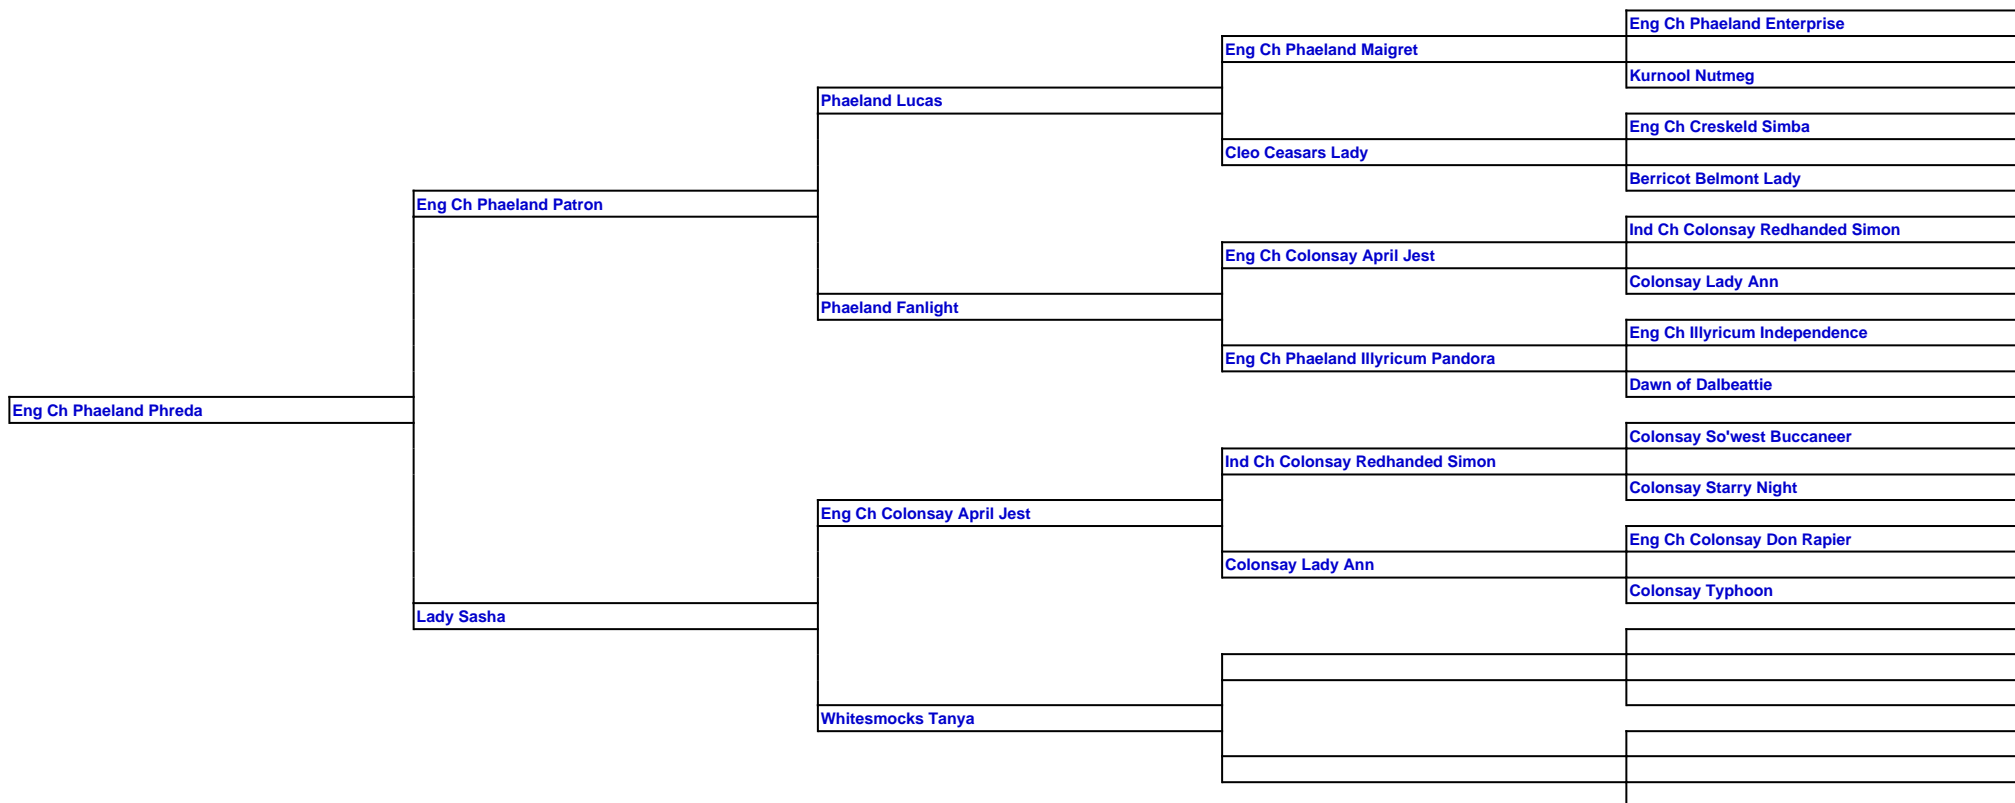 Eng Ch Phaeland Enterprise
Eng Ch Phaeland Maigret
Kurnool Nutmeg
Phaeland Lucas
Eng Ch Creskeld Simba
Cleo Ceasars Lady
Berricot Belmont Lady
Eng Ch Phaeland Patron
Ind Ch Colonsay Redhanded Simon
Eng Ch Colonsay April Jest
Colonsay Lady Ann
Phaeland Fanlight
Eng Ch Illyricum Independence
Eng Ch Phaeland Illyricum Pandora
Dawn of Dalbeattie
Eng Ch Phaeland Phreda
Colonsay So'west Buccaneer
Ind Ch Colonsay Redhanded Simon
Colonsay Starry Night
Eng Ch Colonsay April Jest
Eng Ch Colonsay Don Rapier
Colonsay Lady Ann
Colonsay Typhoon
Lady Sasha
Whitesmocks Tanya